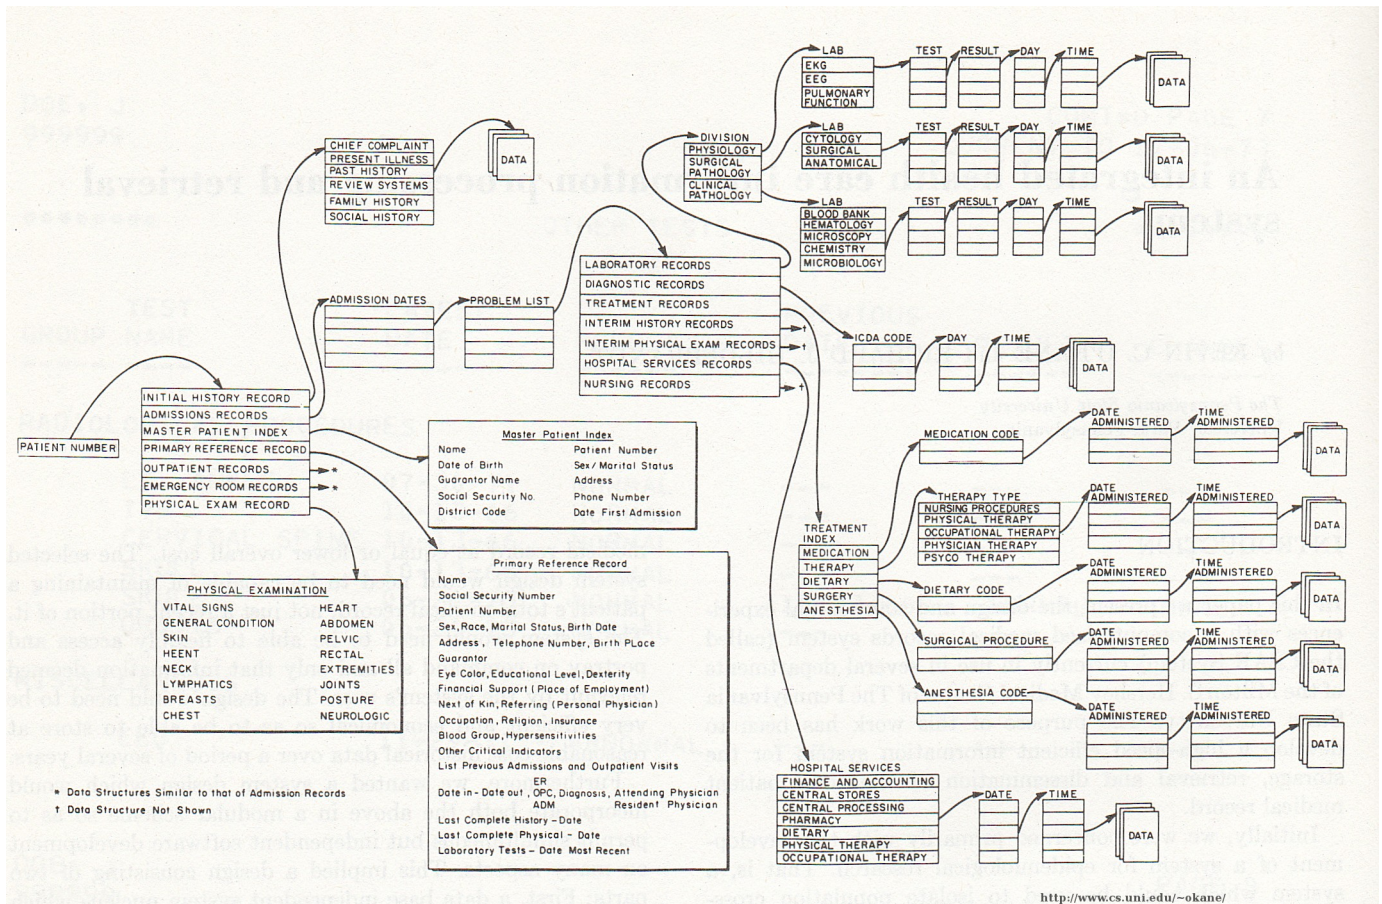 LAB
EKG
EEG
PULMONARY
FUNCTION
TEST
RESULT
DAY
TIME
DATA
DIVISION
PHYSIOLOGY
SURGICAL
PATHOLOGY
CLINICAL
PATHOLOGY
LAB
CYTOLOGY
SURGICAL
ANATOMICAL
TEST
RESULT
DAY
TIME
DATA
LAB
BLOOD BANK
HEMATOLOGY
MICROSCOPY
CHEMISTRY
MICROBIOLOGY
TEST
RESULT
DAY
TIME
DATA
CHIEF COMPLAINT
PRESENT ILLNESS
PAST HISTORY
REVIEW SYSTEMS
FAMILY HISTORY
SOCIAL HISTORY
DATA
ADMISSION DATES
PROBLEM LIST
LABORATORY RECORDS
DIAGNOSTIC RECORDS
TREATMENT RECORDS
INTERIM HISTORY RECORDS †
INTERIM PHYSICAL EXAM RECORDS †
HOSPITAL SERVICES RECORDS
NURSING RECORDS †
ICDA CODE
DAY
TIME
DATA
PATIENT NUMBER
INITIAL HISTORY RECORD
ADMISSIONS RECORDS
MASTER PATIENT INDEX
PRIMARY REFERENCE RECORD
OUTPATIENT RECORDS *
EMERGENCY ROOM RECORDS *
PHYSICAL EXAM RECORD
Master Patient Index
Name Patient Number
Date of Birth Sex/Marital Status
Guarantor Name Address
Social Security No. Phone Number
District Code Date First Admission
PHYSICAL EXAMINATION
VITAL SIGNS HEART
GENERAL CONDITION ABDOMEN
SKIN PELVIC
HEENT RECTAL
NECK EXTREMITIES
LYMPHATICS JOINTS
BREASTS POSTURE
CHEST NEUROLOGIC
Primary Reference Record
Name
Social Security Number
Patient Number
Sex, Race, Marital Status, Birth Date
Address, Telephone Number, Birth PLace
Guarantor
Eye Color, Educational Level, Dexterity
Financial Support (Place of Employment)
Next of Kin, Referring (Personal Physician)
Occupation, Religion, Insurance
Blood Group, Hypersensitivities
Other Critical Indicators
List Previous Admissions and Outpatient Visits
ER
Date in - Date out, OPC, Diagnosis, Attending Physician
ADM Resident Physician
Last Complete History - Date
Last Complete Physical - Date
Laboratory Test - Date Most Recent
* Data Structures Similar to that of Admission Records
† Data Structure Not Shown
TREATMENT
INDEX
MEDICATION
THERAPY
DIETARY
SURGERY
ANESTHESIA
MEDICATION CODE
DATE
ADMINISTERED
TIME
ADMINISTERED
DATA
THERAPY TYPE
NURSING PROCEDURES
PHYSICAL THERAPY
OCCUPATIONAL THERAPY
PHYSICIAN THERAPY
PSYCO THERAPY
DATE
ADMINISTERED
TIME
ADMINISTERED
DATA
DIETARY CODE
DATE
ADMINISTERED
TIME
ADMINISTERED
DATA
SURGICAL PROCEDURE
DATE
ADMINISTERED
TIME
ADMINISTERED
DATA
ANESTHESIA CODE
DATE
ADMINISTERED
TIME
ADMINISTERED
DATA
HOSPITAL SERVICE
FINANCE AND ACCOUNTING
CENTRAL STORES
CENTRAL PROCESSING
PHARMACY
DIETARY
PHYSICAL THERAPY
OCCUPATIONAL THERAPY
DATE
TIME
DATA
http://www.cs.uni.edu/~okane/